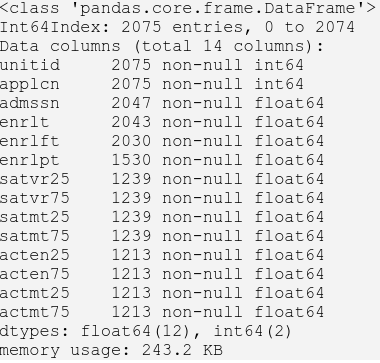 <class 'pandas.core.frame.DataFrame'>
Int64Index: 2075 entries, 0 to 2074
Data columns (total 14 columns):
unitid     2075 non-null int64
applcn     2075 non-null int64
admssn     2047 non-null float64
enrlt      2043 non-null float64
enrlft     2030 non-null float64
enrlpt     1530 non-null float64
satvr25    1239 non-null float64
satvr75    1239 non-null float64
satmt25    1239 non-null float64
satmt75    1239 non-null float64
acten25    1213 non-null float64
acten75    1213 non-null float64
actmt25    1213 non-null float64
actmt75    1213 non-null float64
dtypes: float64(12), int64(2)
memory usage: 243.2 KB